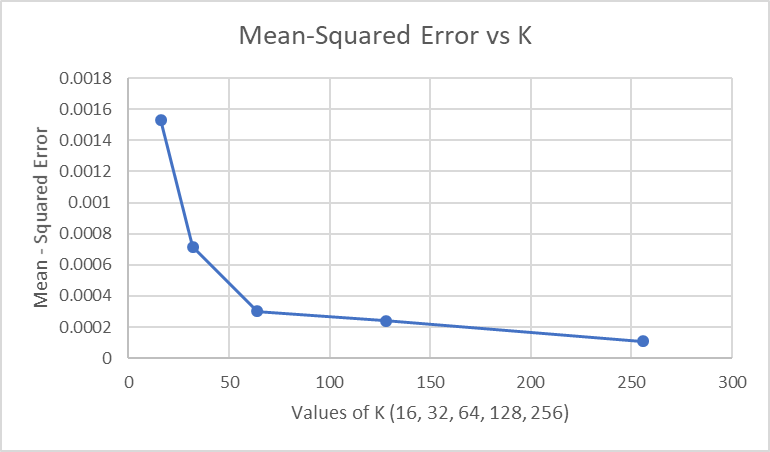 Mean-Squared Error vs K
0.0018
0.0016
0.0014
0.0012
0.001
0.0008
0.0006
0.0004
0.0002
0
Mean - Squared Error
0 50 100 150 200 250 300
Values of K (16, 32, 64, 128, 256)